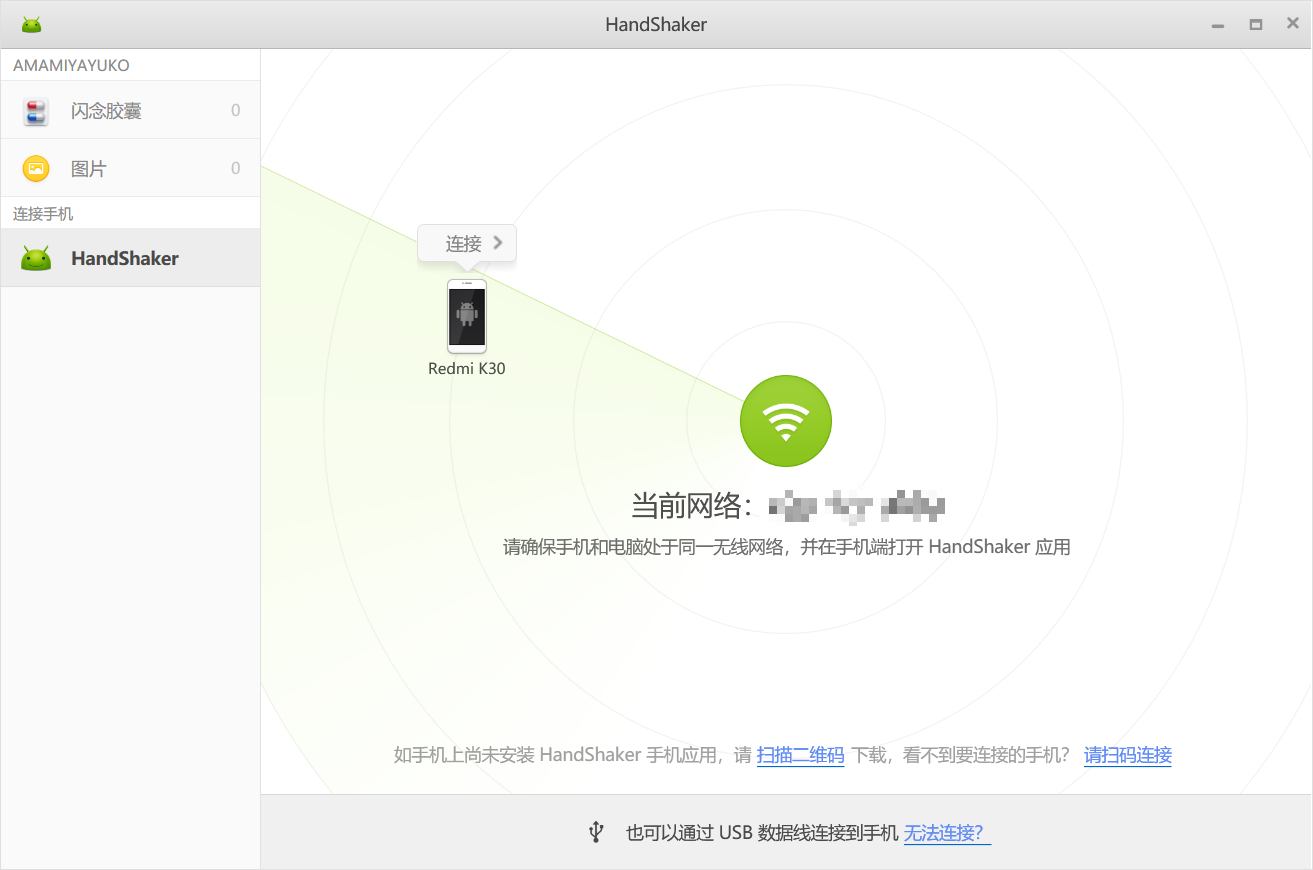 HandShaker
AMAMIYAYUKO
闪念胶囊 0
图片 0
连接手机
HandShaker
连接
Redmi K30
当前网络：
请确保手机和电脑处于同一无线网络，并在手机端打开 HandShaker 应用
如手机上尚未安装 HandShaker 手机应用，请 扫描二维码 下载，看不到要连接的手机？ 请扫码连接
也可以通过 USB 数据线连接到手机 无法连接？